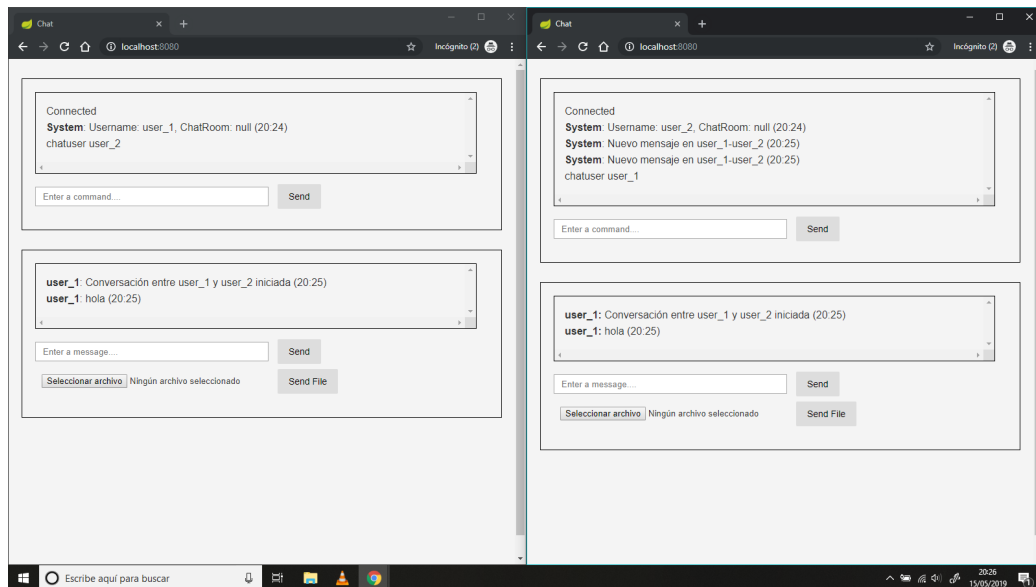 Chat
localhost:8080
Incógnito (2)
Connected
System: Username: user_1, ChatRoom: null (20:24)
chatuser user_2
Enter a command....
Send
user_1: Conversación entre user_1 y user_2 iniciada (20:25)
user_1: hola (20:25)
Enter a message....
Send
Seleccionar archivo Ningún archivo seleccionado
Send File
Chat
localhost:8080
Incógnito (2)
Connected
System: Username: user_2, ChatRoom: null (20:24)
System: Nuevo mensaje en user_1-user_2 (20:25)
System: Nuevo mensaje en user_1-user_2 (20:25)
chatuser user_1
Enter a command....
Send
user_1: Conversación entre user_1 y user_2 iniciada (20:25)
user_1: hola (20:25)
Enter a message....
Send
Seleccionar archivo Ningún archivo seleccionado
Send File
Escribe aquí para buscar
20:26
15/05/2019